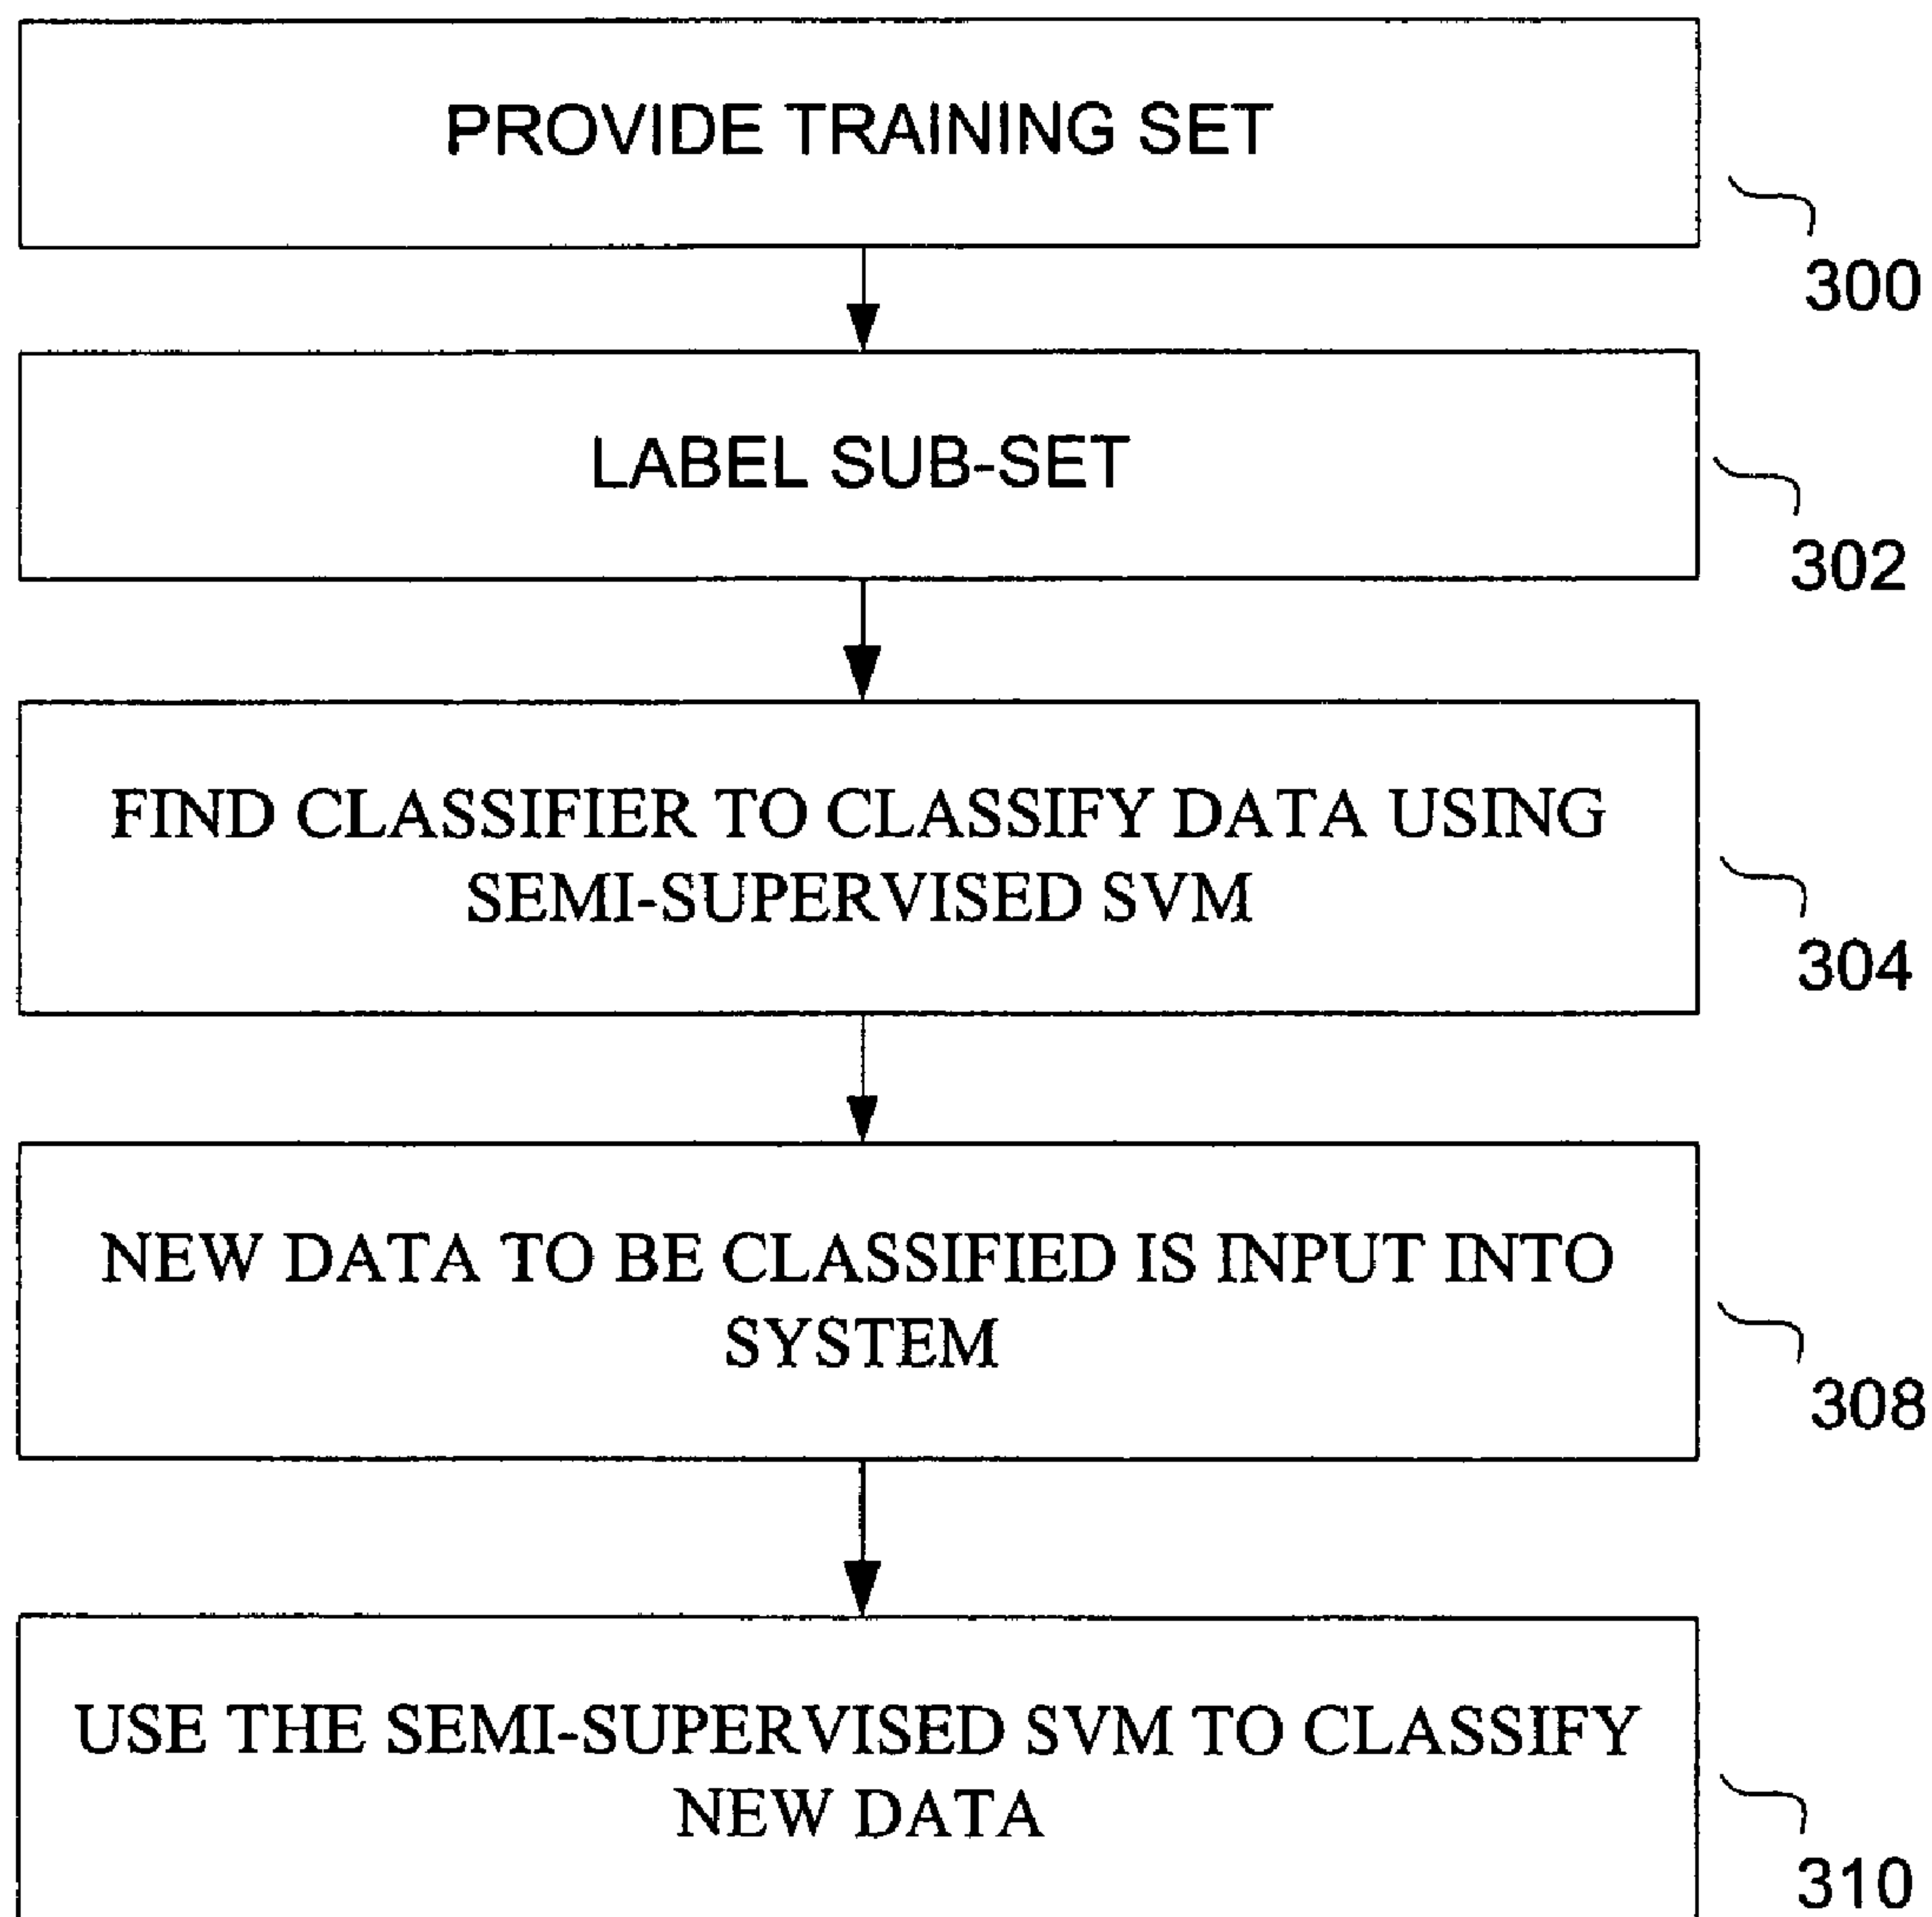 PROVIDE TRAINING SET
300
LABEL SUB-SET
302
FIND CLASSIFIER TO CLASSIFY DATA USING
SEMI-SUPERVISED SVM
304
NEW DATA TO BE CLASSIFIED IS INPUT INTO
SYSTEM
308
USE THE SEMI-SUPERVISED SVM TO CLASSIFY
NEW DATA
310